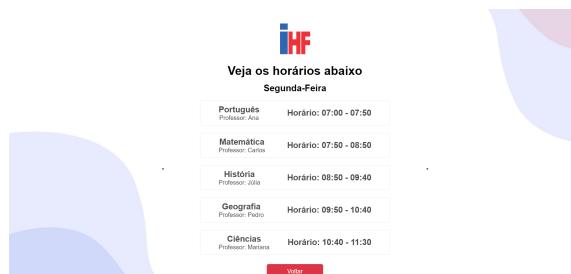 iHF
Veja os horários abaixo
Segunda-Feira
Português
Professor: Ana
Horário: 07:00 - 07:50
Matemática
Professor: Carlos
Horário: 07:50 - 08:50
História
Professor: Júlia
Horário: 08:50 - 09:40
Geografia
Professor: Pedro
Horário: 09:50 - 10:40
Ciências
Professor: Mariana
Horário: 10:40 - 11:30
Voltar